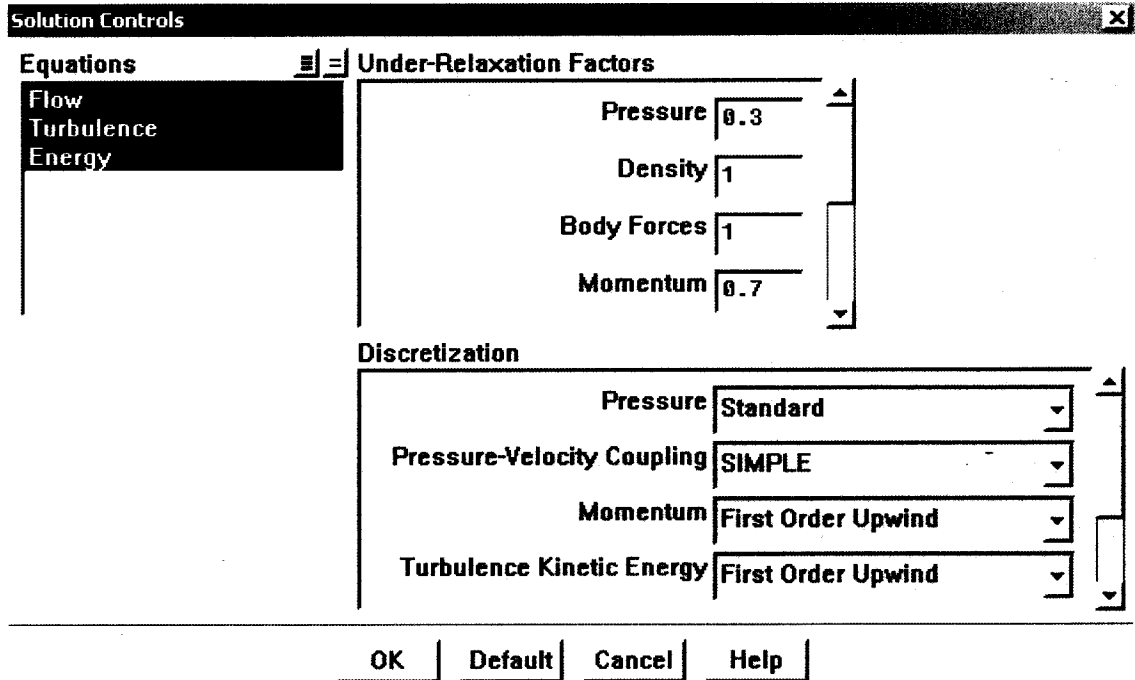 Solution Controls
Equations
Flow
Turbulence
Energy
Under-Relaxation Factors
Pressure 0.3
Density 1
Body Forces 1
Momentum 0.7
Discretization
Pressure Standard
Pressure-Velocity Coupling SIMPLE
Momentum First Order Upwind
Turbulence Kinetic Energy First Order Upwind
OK Default Cancel Help